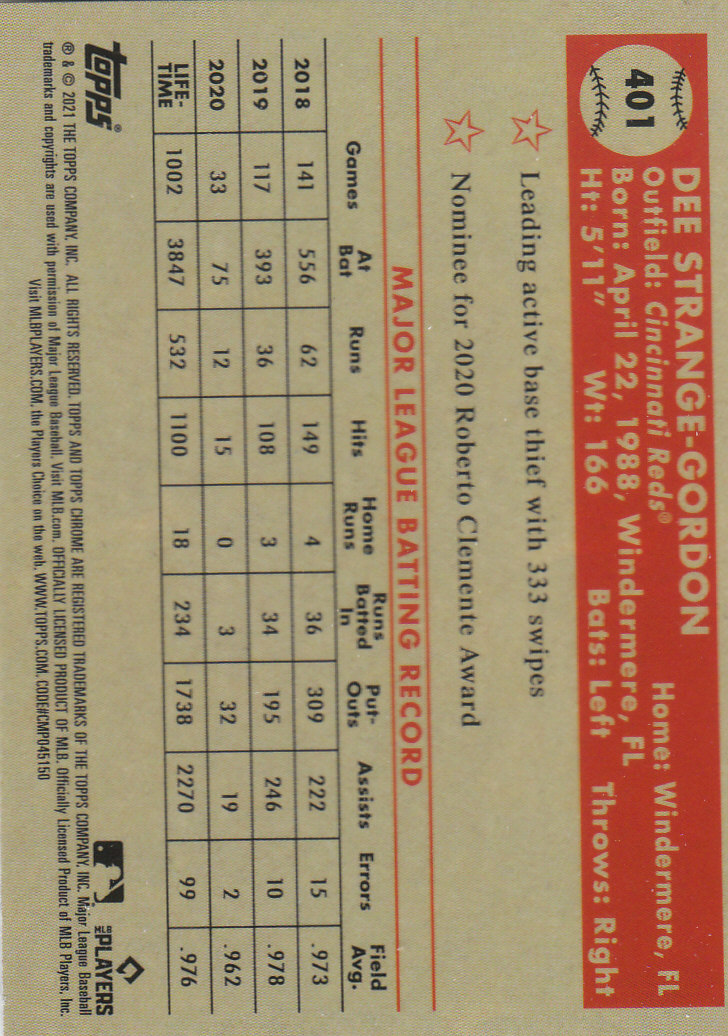 401
DEE STRANGE-GORDON
Outfield: Cincinnati Reds® Home: Windermere, FL
Born: April 22, 1988, Windermere, FL
Ht: 5'11" Wt: 166 Bats: Left Throws: Right
Leading active base thief with 333 swipes
Nominee for 2020 Roberto Clemente Award
MAJOR LEAGUE BATTING RECORD
Games At Bat Runs Hits Home Runs Runs Batted In Put-Outs Assists Errors Field Avg.
2018 141 556 62 149 4 36 309 222 15 .973
2019 117 393 36 108 3 34 195 246 10 .978
2020 33 75 12 15 0 3 32 19 2 .962
LIFE-TIME 1002 3847 532 1100 18 234 1738 2270 99 .976
topps®
MLB PLAYERS
® & © 2021 THE TOPPS COMPANY, INC. ALL RIGHTS RESERVED. TOPPS AND TOPPS CHROME ARE REGISTERED TRADEMARKS OF THE TOPPS COMPANY, INC. Major League Baseball
trademarks and copyrights are used with permission of Major League Baseball. Visit MLB.com. OFFICIALLY LICENSED PRODUCT OF MLB. Officially Licensed Product of MLB Players, Inc.
Visit MLBPLAYERS.COM, the Players Choice on the web. WWW.TOPPS.COM. CODE#CMP045150